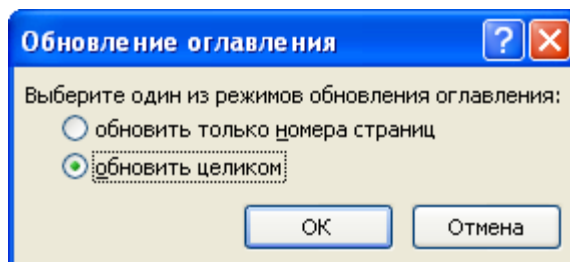 Обновление оглавления
Выберите один из режимов обновления оглавления:
обновить только номера страниц
обновить целиком
ОК Отмена